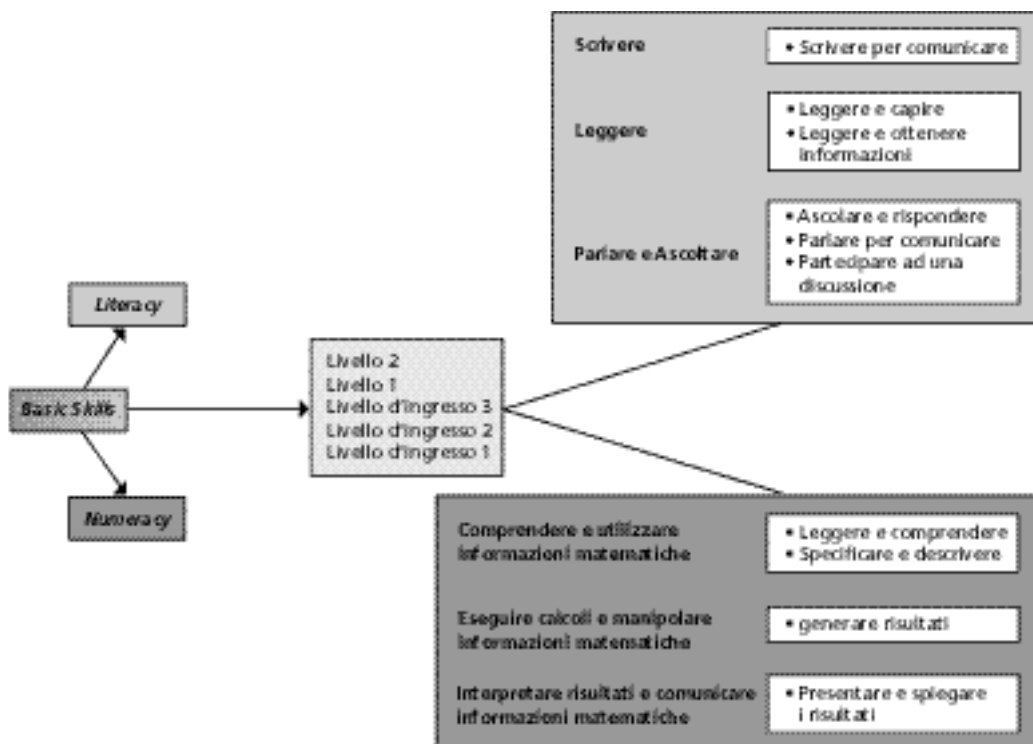 Scrivere
• Scrivere per comunicare
Leggere
• Leggere e capire
• Leggere e ottenere
informazioni
Parlare e Ascoltare
• Ascolare e rispondere
• Parlare per comunicare
• Partecipare ad una
discussione
Literacy
Basic Skills
Numeracy
Livello 2
Livello 1
Livello d'ingresso 3
Livello d'ingresso 2
Livello d'ingresso 1
Comprendere e utilizzare
informazioni matematiche
• Leggere e comprendere
• Specificare e descrivere
Eseguire calcoli e manipolare
informazioni matematiche
• generare risultati
Interpretare risultati e comunicare
informazioni matematiche
• Presentare e spiegare
i risultati